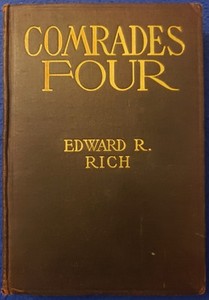 COMRADES
FOUR
EDWARD R.
RICH